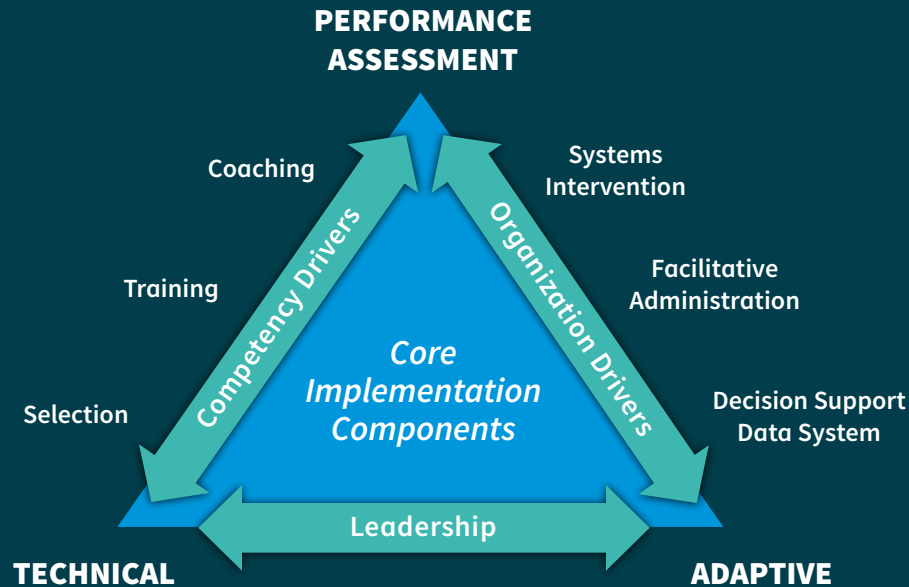 PERFORMANCE
ASSESSMENT
Coaching
Systems
Intervention
Training
Facilitative
Administration
Selection
Decision Support
Data System
Competency Drivers
Organization Drivers
Core
Implementation
Components
Leadership
TECHNICAL
ADAPTIVE